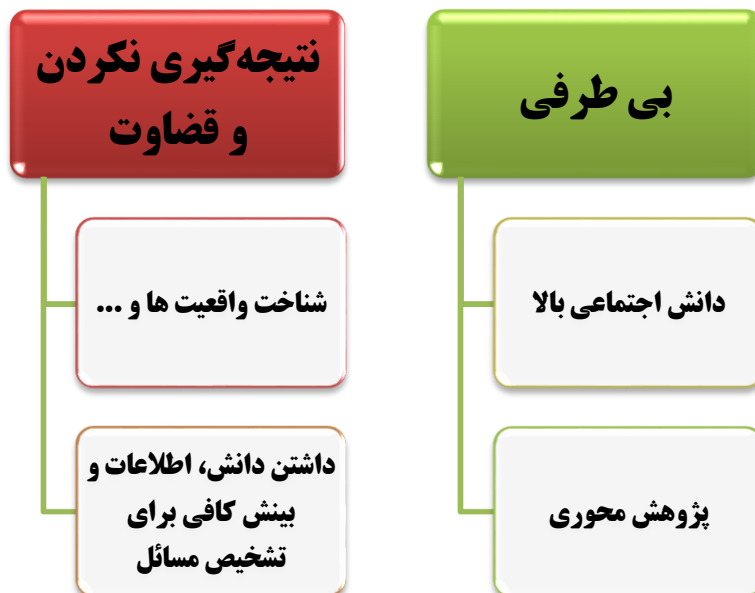 بی طرفی
دانش اجتماعی بالا
پژوهش محوری
نتیجه‌گیری نکردن
و قضاوت
شناخت واقعیت ها و ...
داشتن دانش، اطلاعات و
بینش کافی برای
تشخیص مسائل